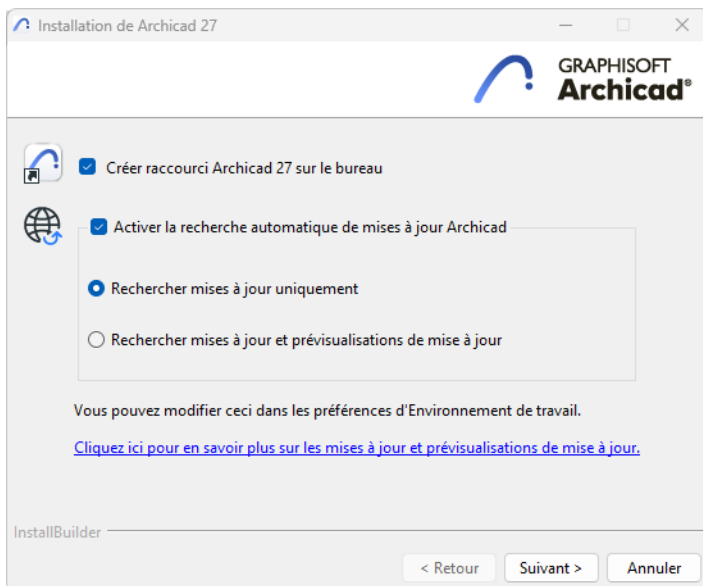 Installation de Archicad 27
GRAPHISOFT
Archicad®
Créer raccourci Archicad 27 sur le bureau
Activer la recherche automatique de mises à jour Archicad
Rechercher mises à jour uniquement
Rechercher mises à jour et prévisualisations de mise à jour
Vous pouvez modifier ceci dans les préférences d'Environnement de travail.
Cliquez ici pour en savoir plus sur les mises à jour et prévisualisations de mise à jour.
InstallBuilder
< Retour
Suivant >
Annuler